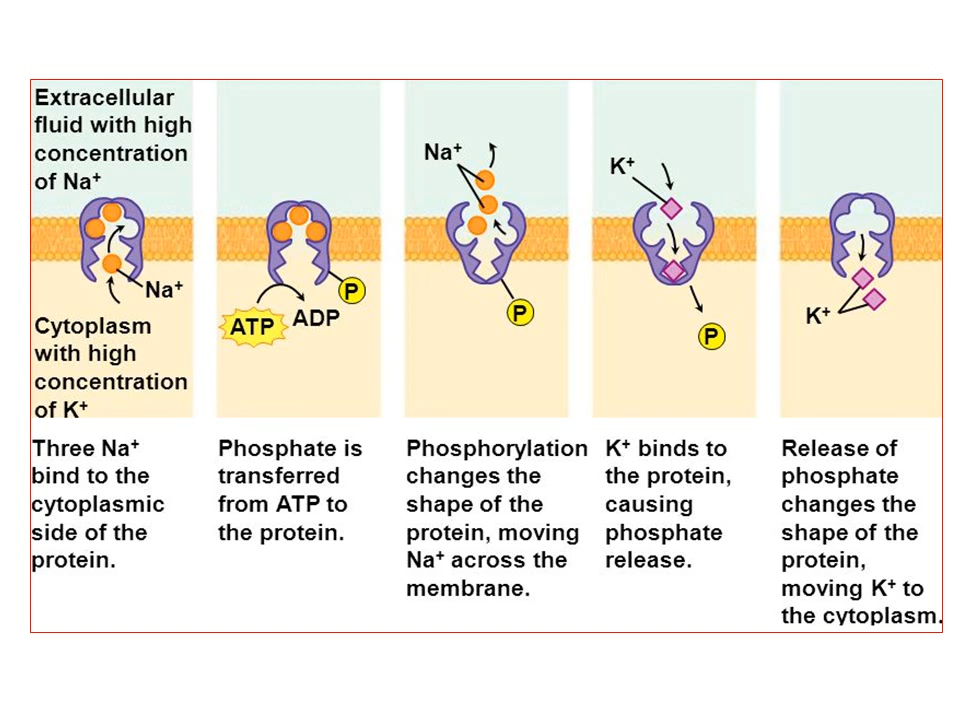 Extracellular
fluid with high
concentration
of Na⁺
Na⁺
Cytoplasm
with high
concentration
of K⁺
Three Na⁺
bind to the
cytoplasmic
side of the
protein.
ATP
ADP
P
Phosphate is
transferred
from ATP to
the protein.
Na⁺
P
Phosphorylation
changes the
shape of the
protein, moving
Na⁺ across the
membrane.
K⁺
P
K⁺ binds to
the protein,
causing
phosphate
release.
K⁺
Release of
phosphate
changes the
shape of the
protein,
moving K⁺ to
the cytoplasm.